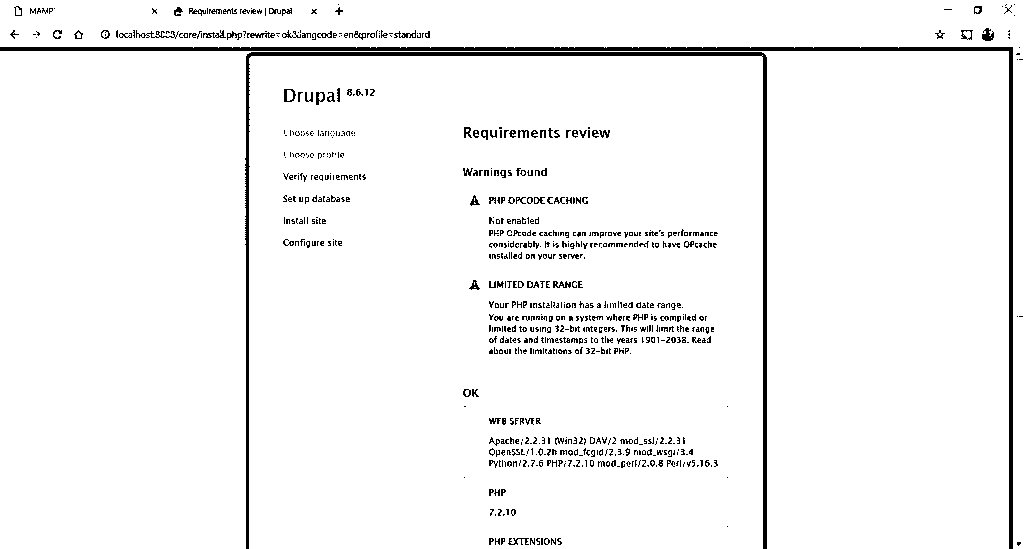 MAMP
Requirements review | Drupal
localhost:8888/core/install.php?rewrite=ok&langcode=en&profile=standard
Drupal 8.6.12
Choose language
Choose profile
Verify requirements
Set up database
Install site
Configure site
Requirements review
Warnings found
PHP OPCODE CACHING
Not enabled
PHP OPcode caching can improve your site's performance
considerably. It is highly recommended to have OPcache
installed on your server.
LIMITED DATE RANGE
Your PHP installation has a limited date range.
You are running on a system where PHP is compiled or
limited to using 32-bit integers. This will limit the range
of dates and timestamps to the years 1901-2038. Read
about the limitations of 32-bit PHP.
OK
WEB SERVER
Apache/2.2.31 (Win32) DAV/2 mod_ssl/2.2.31
OpenSSL/1.0.2h mod_fcgid/2.3.9 mod_wsgi/3.4
Python/2.7.6 PHP/7.2.10 mod_perl/2.0.8 Perl/v5.16.3
PHP
7.2.10
PHP EXTENSIONS